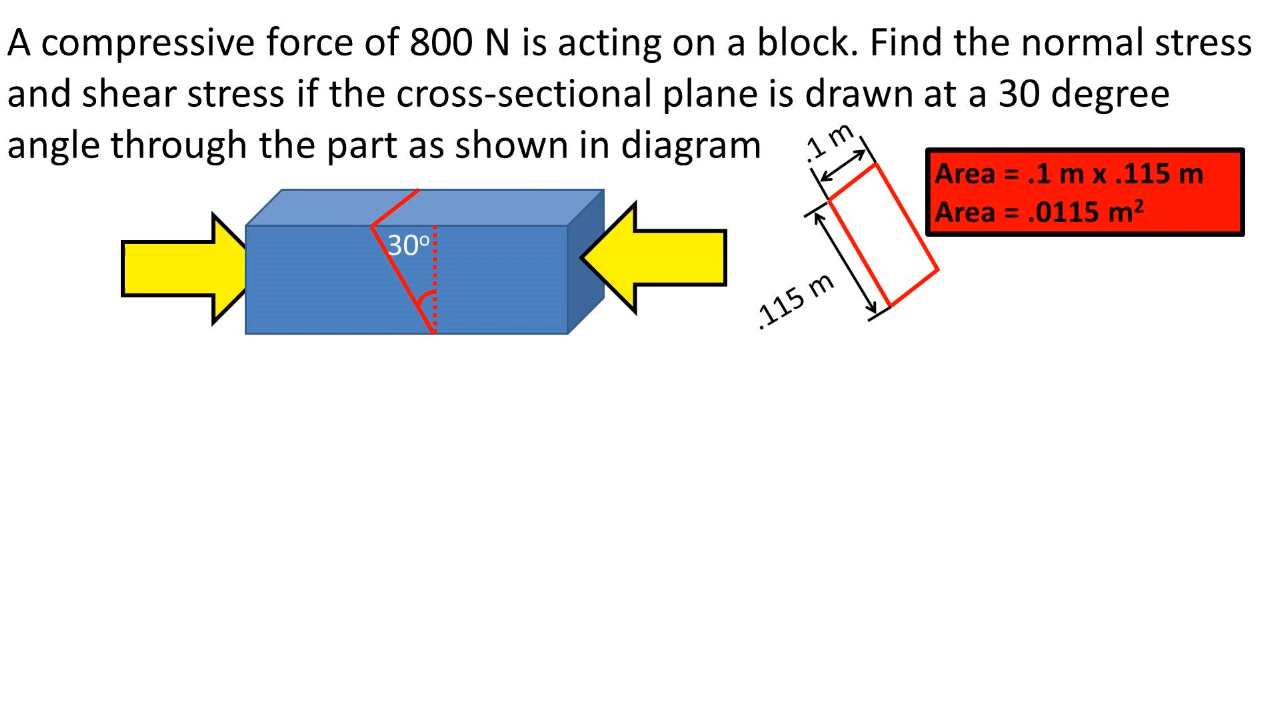 A compressive force of 800 N is acting on a block. Find the normal stress
and shear stress if the cross-sectional plane is drawn at a 30 degree
angle through the part as shown in diagram
.1 m
Area = .1 m x .115 m
Area = .0115 m²
30º
.115 m